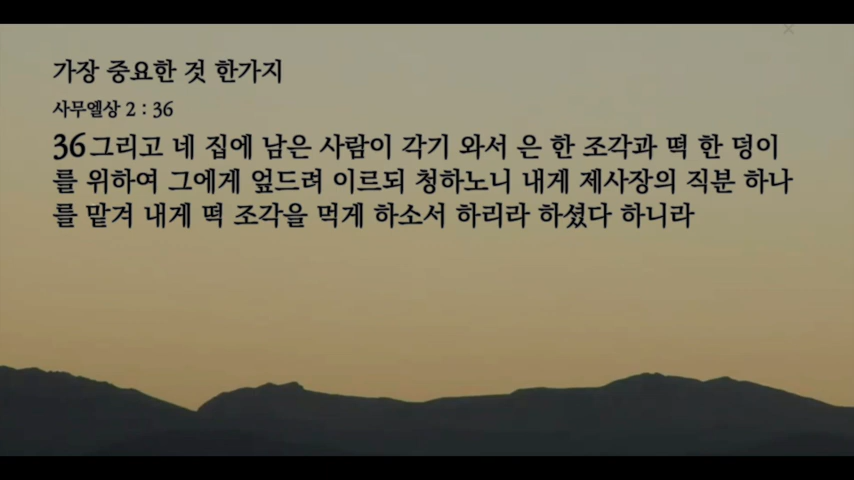 가장 중요한 것 한가지
사무엘상 2 : 36
36그리고 네 집에 남은 사람이 각기 와서 은 한 조각과 떡 한 덩이
를 위하여 그에게 엎드려 이르되 청하노니 내게 제사장의 직분 하나
를 맡겨 내게 떡 조각을 먹게 하소서 하리라 하셨다 하니라